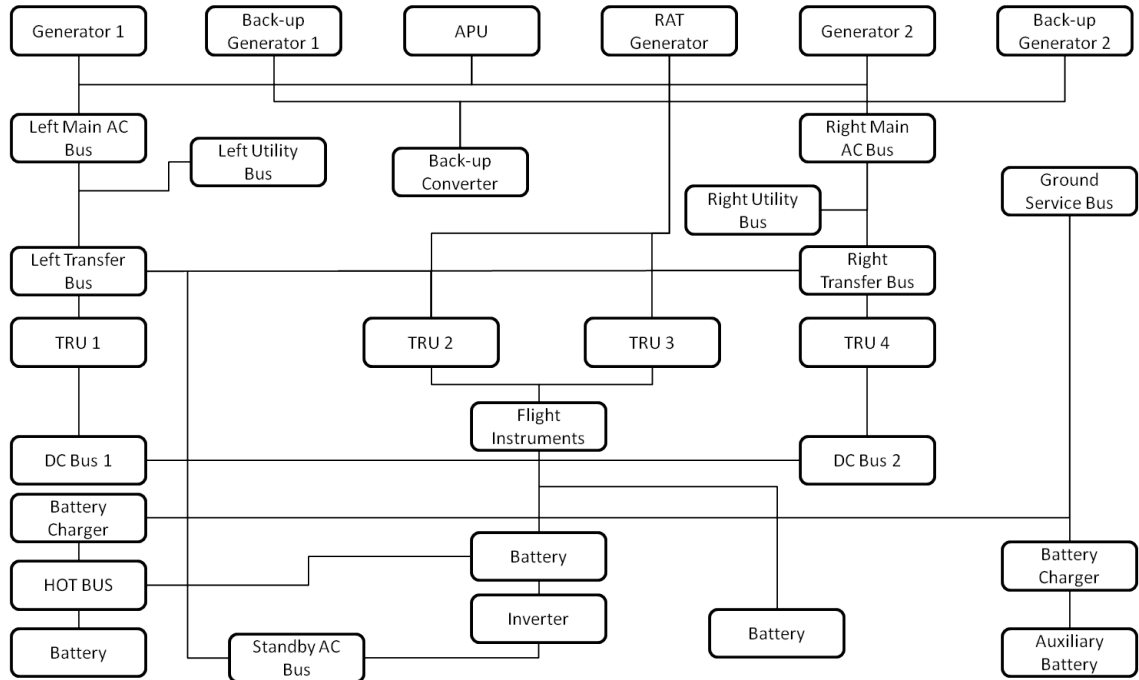 Generator 1
Back-up
Generator 1
APU
RAT
Generator
Generator 2
Back-up
Generator 2
Left Main AC
Bus
Left Utility
Bus
Back-up
Converter
Right Main
AC Bus
Right Utility
Bus
Ground
Service Bus
Left Transfer
Bus
Right
Transfer Bus
TRU 1
TRU 2
TRU 3
TRU 4
Flight
Instruments
DC Bus 1
DC Bus 2
Battery
Charger
Battery
Battery
Charger
HOT BUS
Inverter
Battery
Standby AC
Bus
Battery
Auxiliary
Battery